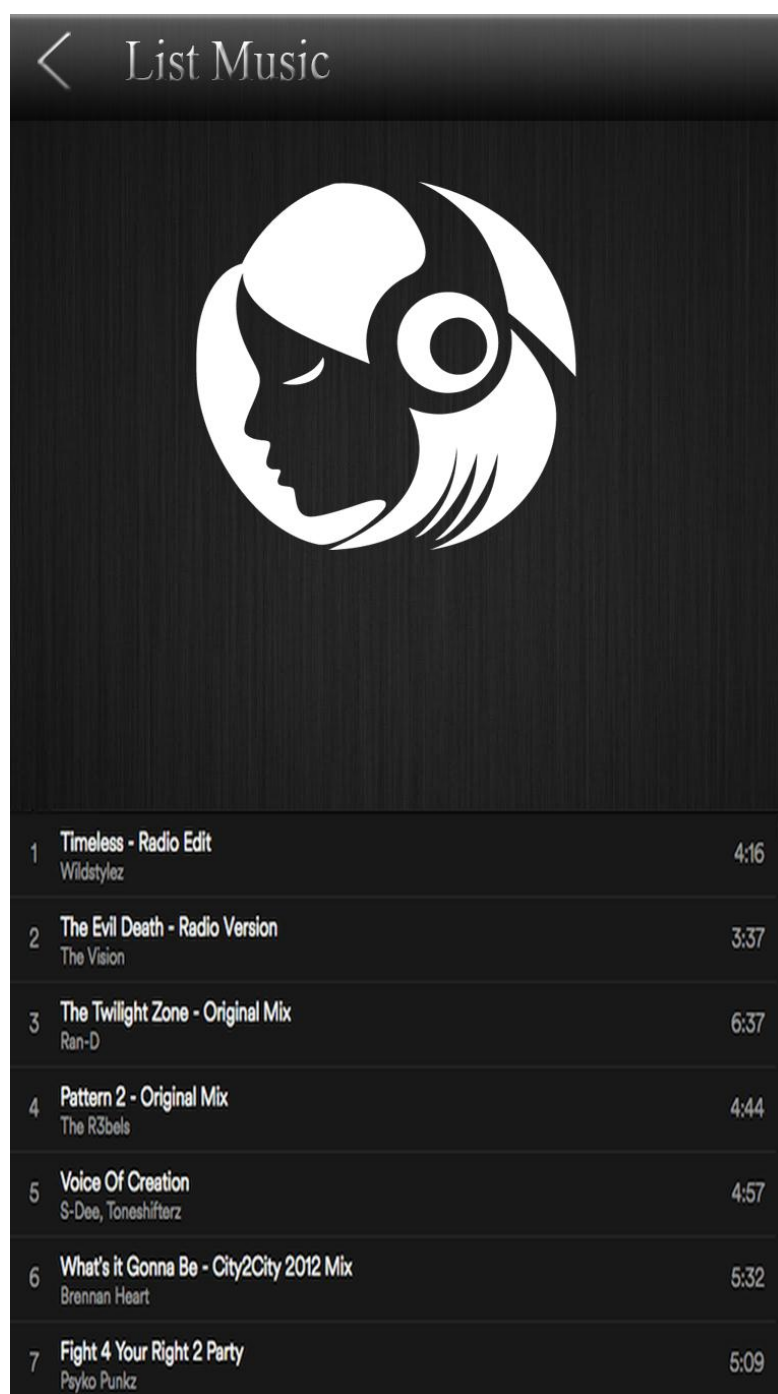 List Music
1 Timeless - Radio Edit 4:16
Wildstylez
2 The Evil Death - Radio Version 3:37
The Vision
3 The Twilight Zone - Original Mix 6:37
Ran-D
4 Pattern 2 - Original Mix 4:44
The R3bels
5 Voice Of Creation 4:57
S-Dee, Toneshifterz
6 What's it Gonna Be - City2City 2012 Mix 5:32
Brennan Heart
7 Fight 4 Your Right 2 Party 5:09
Psyko Punkz